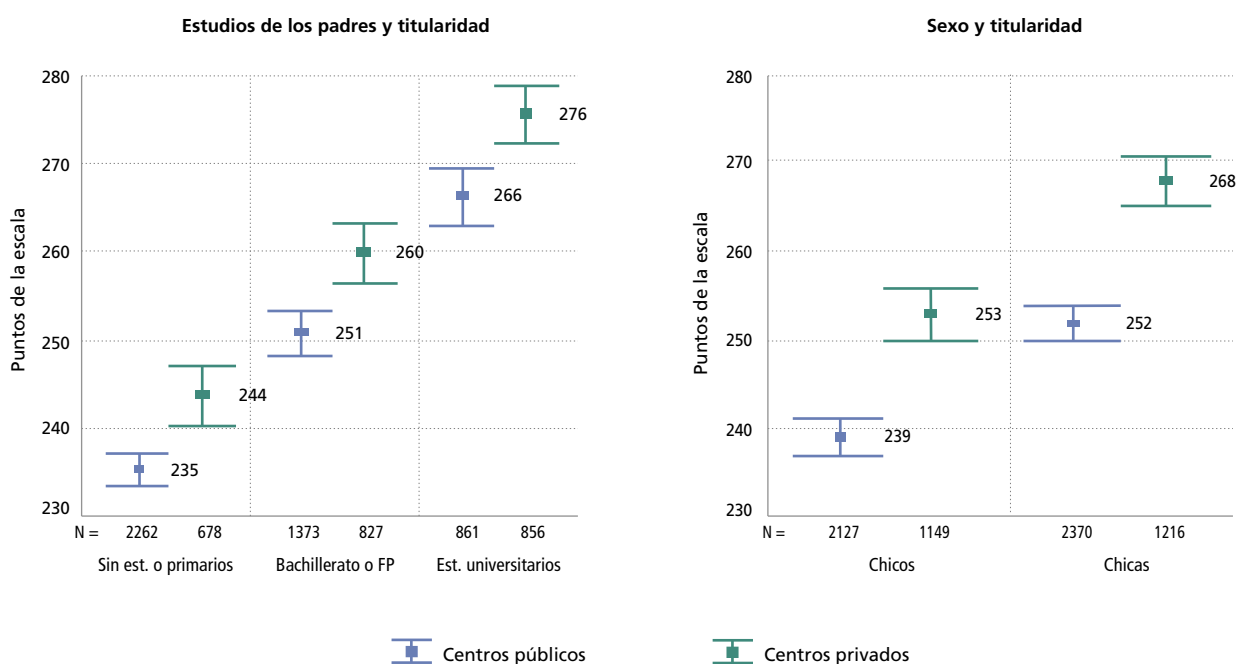 Estudios de los padres y titularidad
Puntos de la escala
280
270
260
250
240
230
235
244
251
260
266
276
N = 2262 678 1373 827 861 856
Sin est. o primarios Bachillerato o FP Est. universitarios
Sexo y titularidad
Puntos de la escala
280
270
260
250
240
230
239
253
252
268
N = 2127 1149 2370 1216
Chicos Chicas
Centros públicos Centros privados